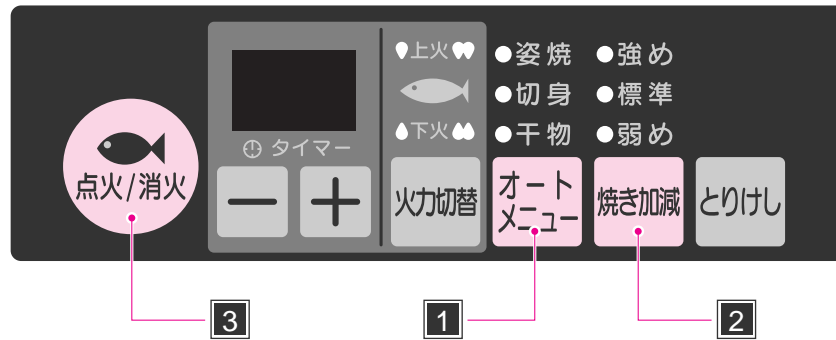 上火
姿焼
強め
切身
標準
下火
干物
弱め
タイマー
点火/消火
火力切替
オート
メニュー
焼き加減
とりけし
3
1
2